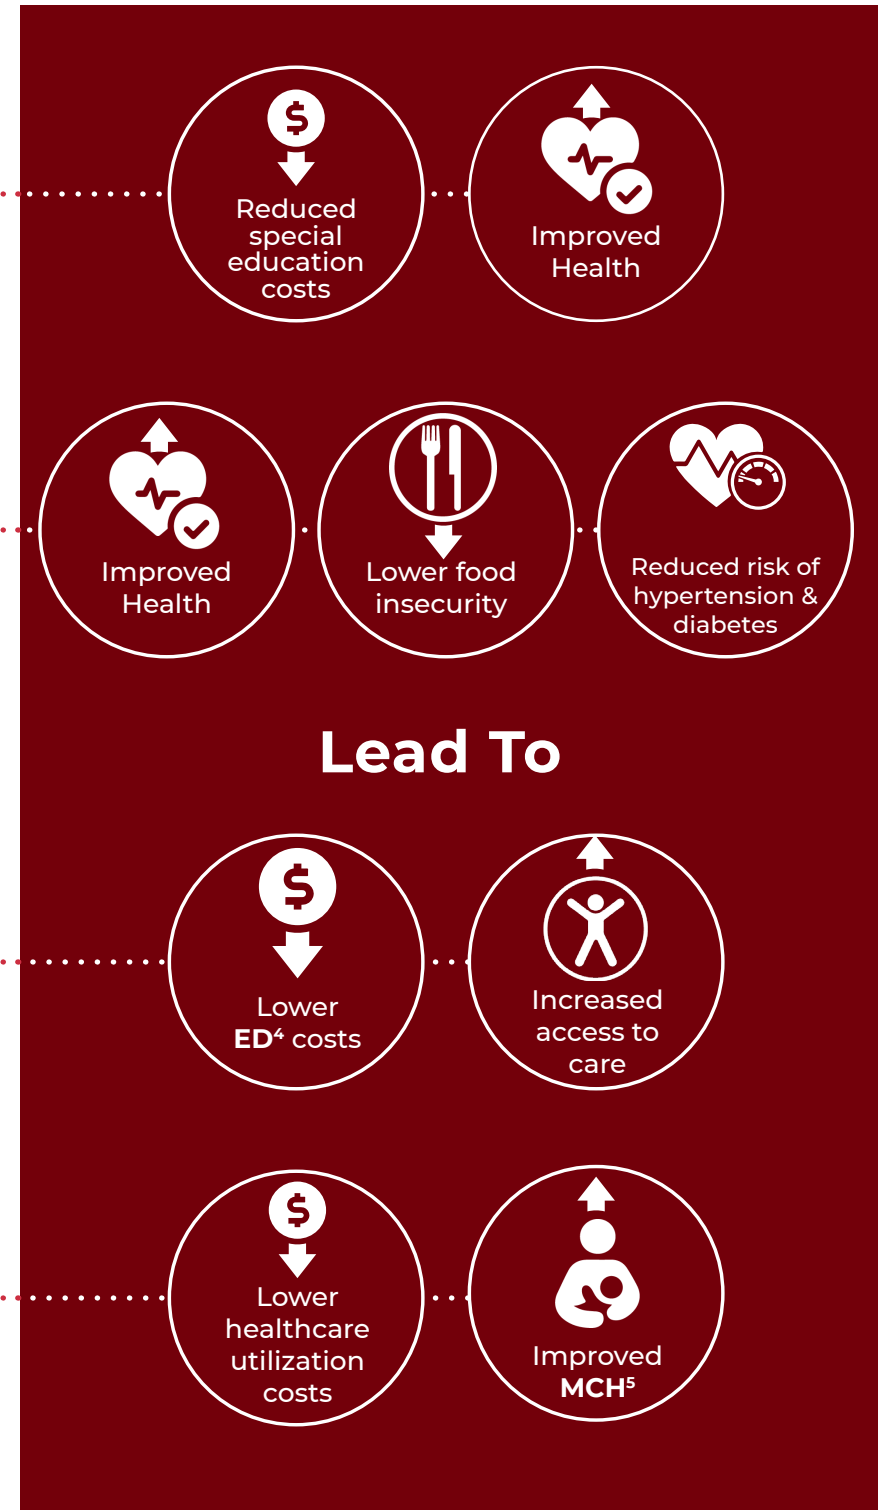 $
Reduced
special
education
costs
Improved
Health
Improved
Health
Lower food
insecurity
Reduced risk of
hypertension &
diabetes
Lead To
$
Lower
ED⁴ costs
Increased
access to
care
$
Lower
healthcare
utilization
costs
Improved
MCH⁵